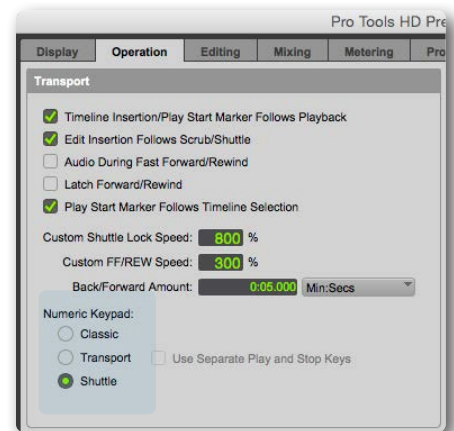 Pro Tools HD Pre
Display Operation Editing Mixing Metering Pro
Transport
Timeline Insertion/Play Start Marker Follows Playback
Edit Insertion Follows Scrub/Shuttle
Audio During Fast Forward/Rewind
Latch Forward/Rewind
Play Start Marker Follows Timeline Selection
Custom Shuttle Lock Speed: 800 %
Custom FF/REW Speed: 300 %
Back/Forward Amount: 0:05.000 Min:Secs
Numeric Keypad:
Classic
Transport Use Separate Play and Stop Keys
Shuttle